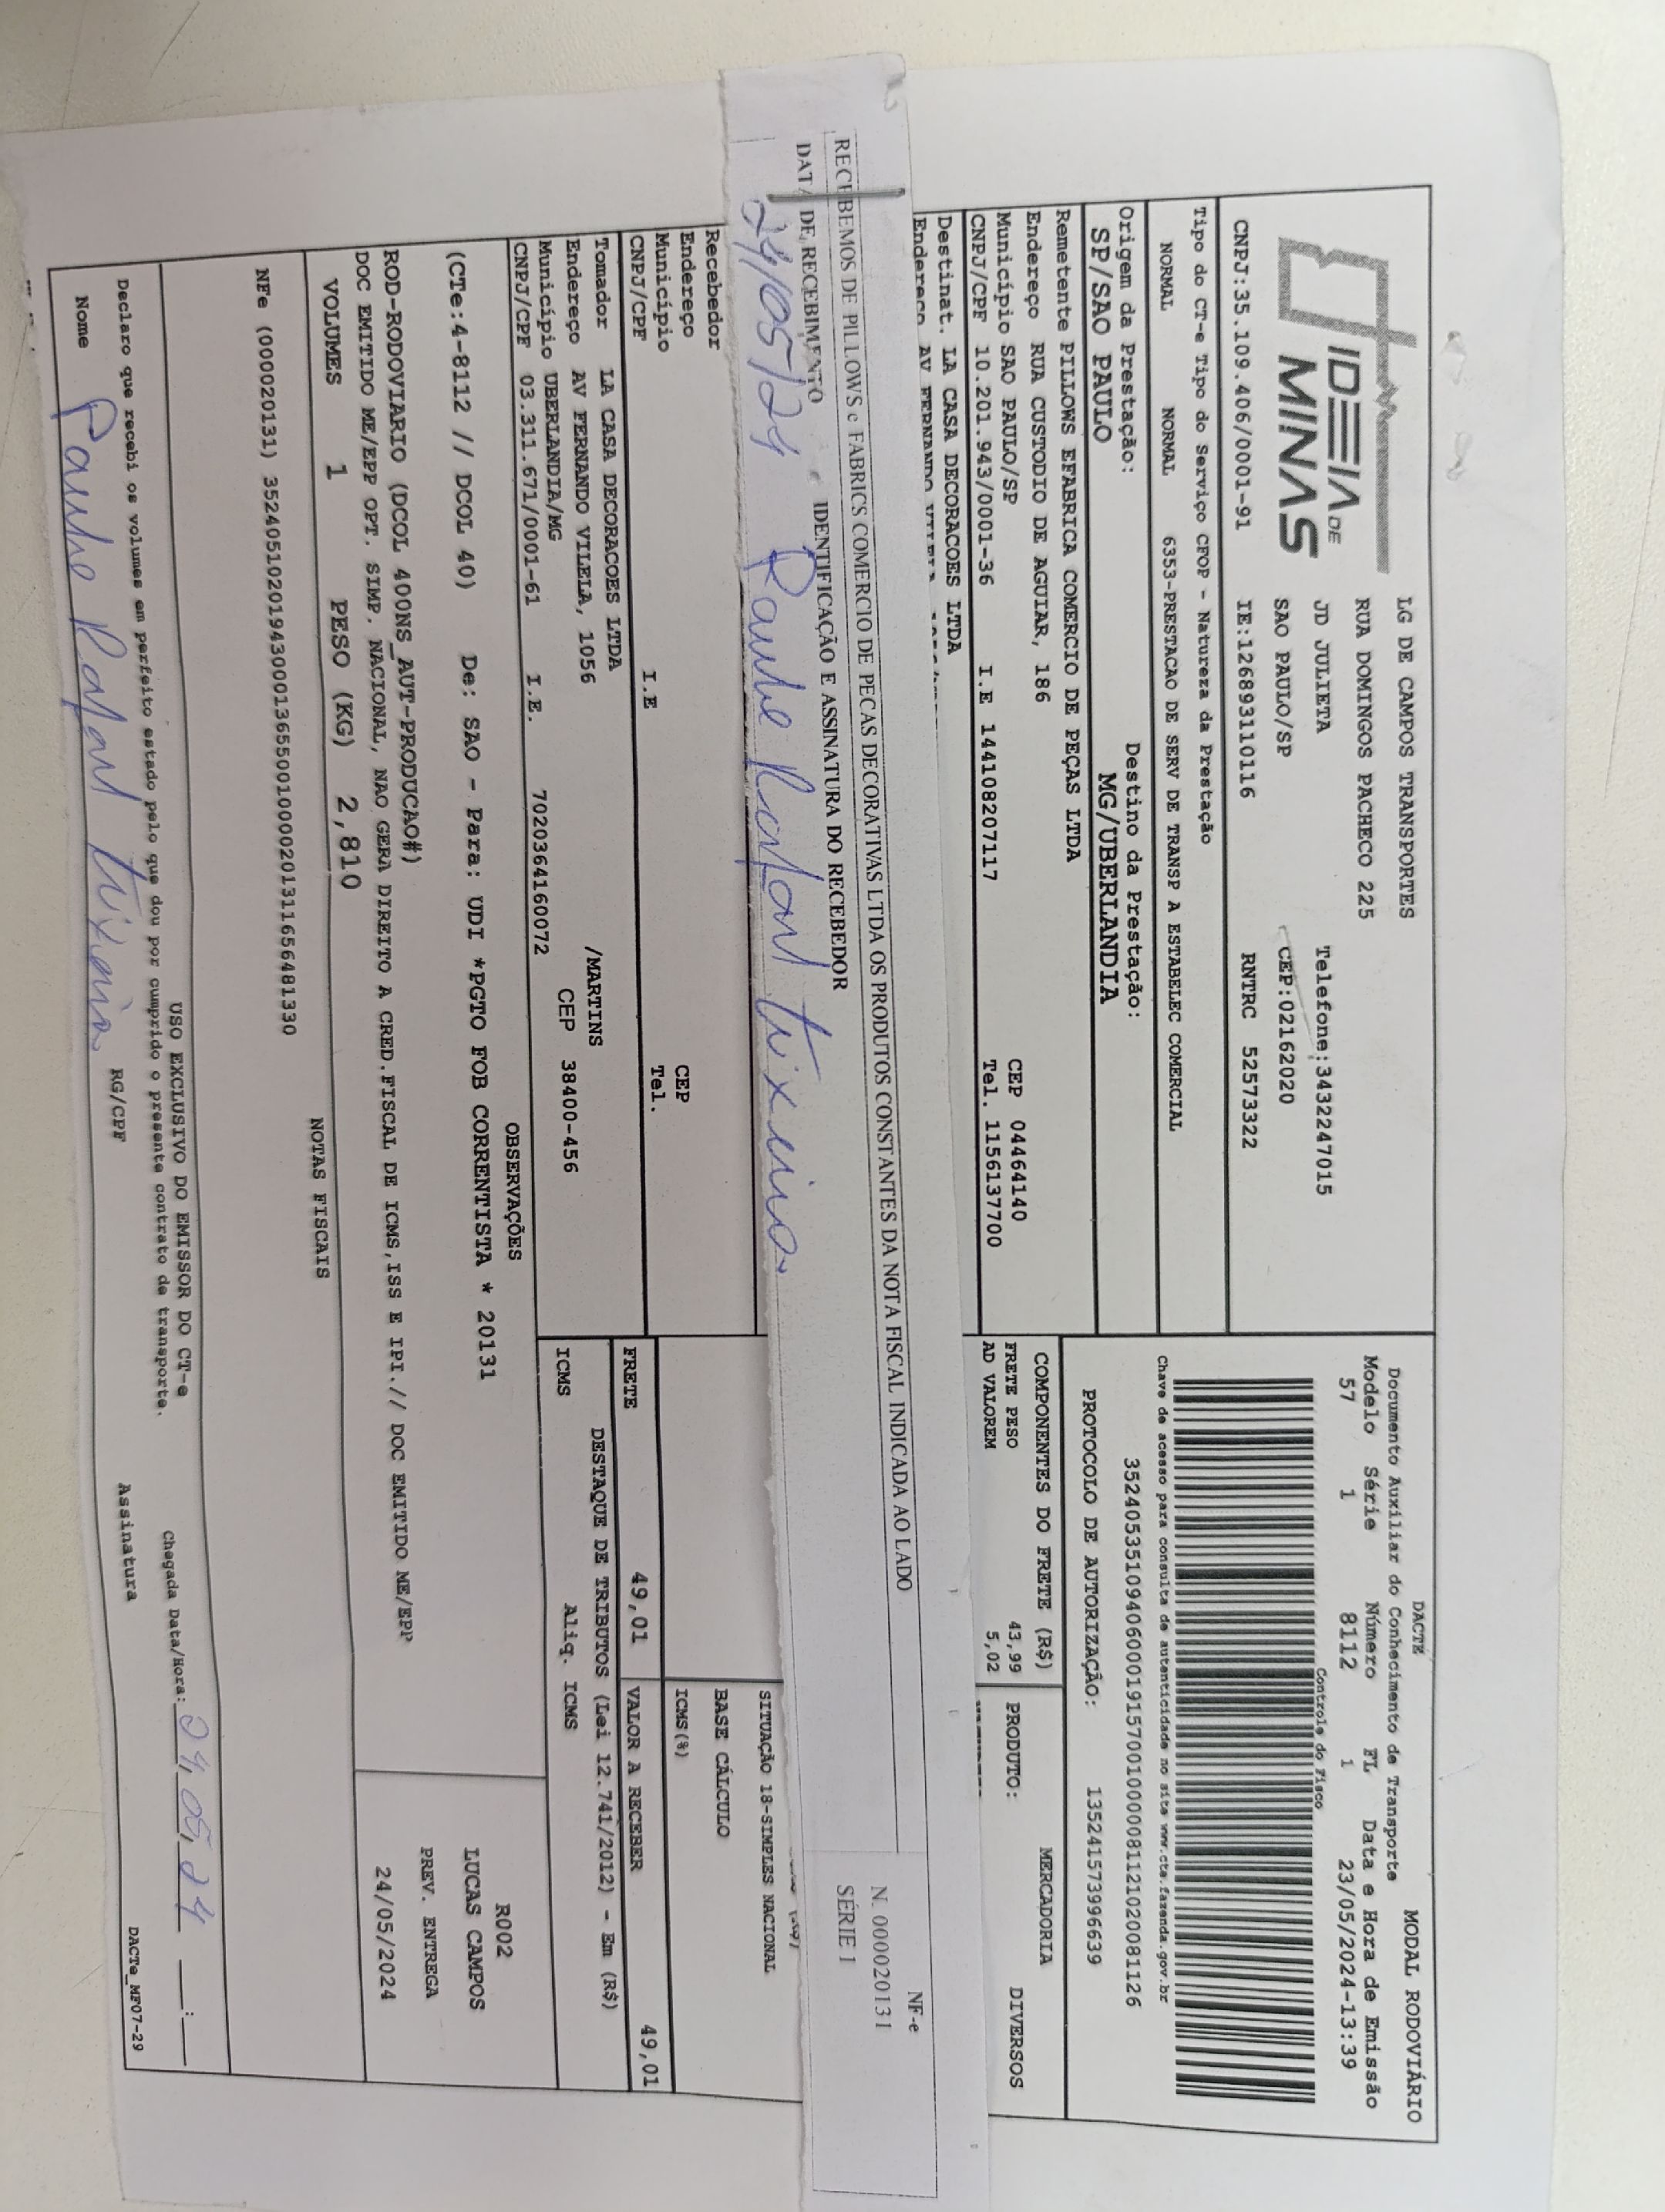 IDEIA DE
MINAS
LG DE CAMPOS TRANSPORTES
RUA DOMINGOS PACHECO 225
JD JULIETA Telefone:3432247015
SAO PAULO/SP CEP:02162020
CNPJ:35.109.406/0001-91 IE:126893110116 RNTRC 52573322
DACTE MODAL RODOVIÁRIO
Documento Auxiliar do Conhecimento de Transporte
Modelo Série Número FL Data e Hora de Emissão
57 1 8112 1 23/05/2024-13:39
Controle do Fisco
Chave de acesso para consulta de autenticidade no site www.cte.fazenda.gov.br
35240535109406000191570010000081121020081126
PROTOCOLO DE AUTORIZAÇÃO: 135241573996639
Tipo do CT-e Tipo do Serviço CFOP - Natureza da Prestação
NORMAL NORMAL 6353-PRESTACAO DE SERV DE TRANSP A ESTABELEC COMERCIAL
Origem da Prestação: Destino da Prestação:
SP/SAO PAULO MG/UBERLANDIA
Remetente PILLOWS EFABRICA COMERCIO DE PEÇAS LTDA
Endereço RUA CUSTODIO DE AGUIAR, 186
Município SAO PAULO/SP CEP 04464140
CNPJ/CPF 10.201.943/0001-36 I.E 144108207117 Tel. 1156137700
COMPONENTES DO FRETE (R$) MERCADORIA
FRETE PESO 43,99 PRODUTO: DIVERSOS
AD VALOREM 5,02
Destinat. LA CASA DECORACOES LTDA
Endereço AV FERNANDO VILELA
NF-e
RECEBEMOS DE PILLOWS e FABRICS COMERCIO DE PECAS DECORATIVAS LTDA OS PRODUTOS CONSTANTES DA NOTA FISCAL INDICADA AO LADO
N. 000020131
SÉRIE 1
DATA DE RECEBIMENTO IDENTIFICAÇÃO E ASSINATURA DO RECEBEDOR
24/05/24
SITUAÇÃO 18-SIMPLES NACIONAL
BASE CÁLCULO
ICMS(%)
Recebedor
Endereço CEP
Município Tel.
CNPJ/CPF I.E
FRETE 49,01 VALOR A RECEBER 49,01
Tomador LA CASA DECORACOES LTDA
Endereço AV FERNANDO VILELA, 1056 /MARTINS
Município UBERLANDIA/MG CEP 38400-456
CNPJ/CPF 03.311.671/0001-61 I.E. 7020364160072
DESTAQUE DE TRIBUTOS (Lei 12.741/2012) - Em (R$)
ICMS Aliq. ICMS
OBSERVAÇÕES
(CTe:4-8112 // DCOL 40) De: SAO - Para: UDI *PGTO FOB CORRENTISTA * 20131
ROD-RODOVIARIO (DCOL 400NS_AUT-PRODUCAO#)
DOC EMITIDO ME/EPP OPT. SIMP. NACIONAL, NAO GERA DIREITO A CRED.FISCAL DE ICMS,ISS E IPI.// DOC EMITIDO ME/EPP
R002
LUCAS CAMPOS
PREV. ENTREGA
24/05/2024
VOLUMES 1 PESO (KG) 2,810
NOTAS FISCAIS
NFe (000020131) 35240510201943000136550010000201311656481330
USO EXCLUSIVO DO EMISSOR DO CT-e
Declaro que recebi os volumes em perfeito estado pelo que dou por cumprido o presente contrato de transporte.
Chegada Data/Hora: 24, 05, 24 __:__
Nome RG/CPF Assinatura
DACTe_MF07-29